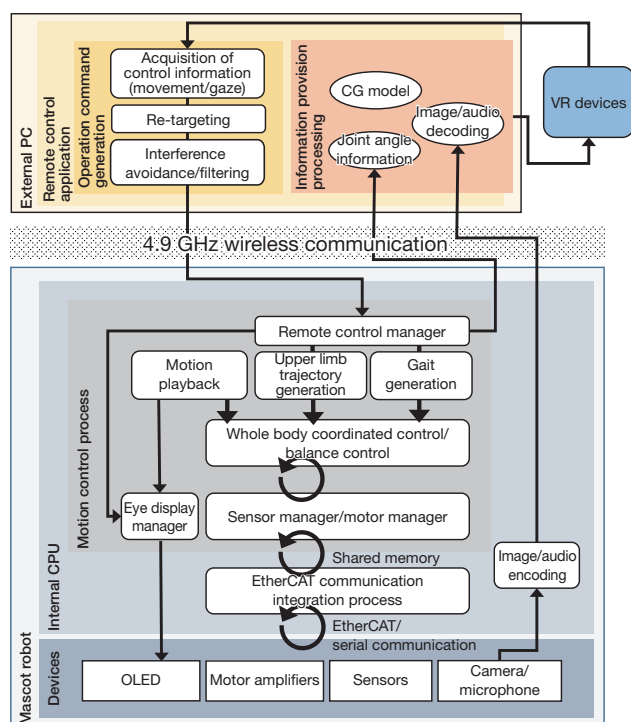 External PC
Remote control
application
Operation command
generation
Acquisition of
control information
(movement/gaze)
Re-targeting
Interference
avoidance/filtering
Information provision
processing
CG model
Image/audio
decoding
Joint angle
information
VR devices
4.9 GHz wireless communication
Mascot robot
Internal CPU
Motion control process
Remote control manager
Motion
playback
Upper limb
trajectory
generation
Gait
generation
Whole body coordinated control/
balance control
Eye display
manager
Sensor manager/motor manager
Shared memory
Image/audio
encoding
EtherCAT communication
integration process
EtherCAT/
serial communication
Devices
OLED
Motor amplifiers
Sensors
Camera/
microphone